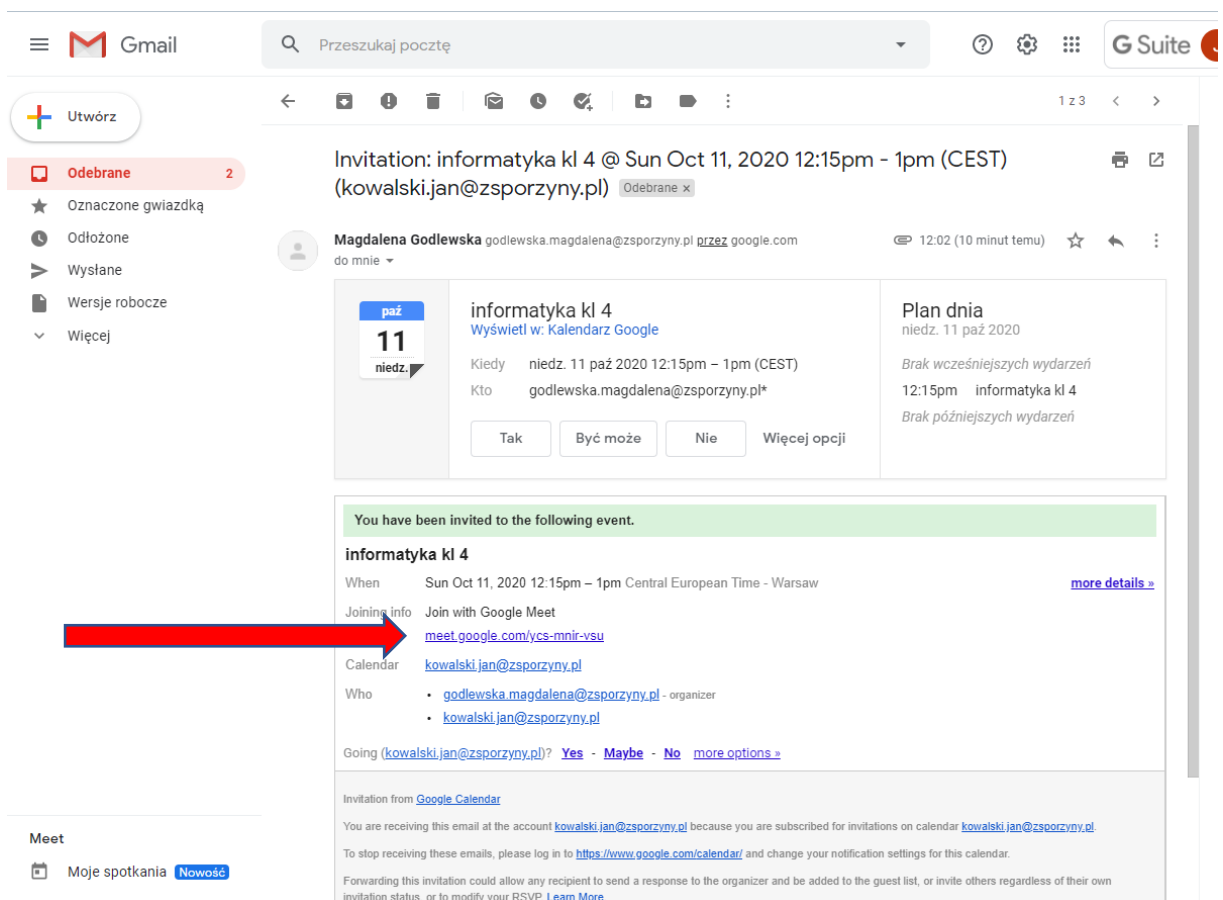 Gmail
Przeszukaj pocztę
G Suite
Utwórz
1 z 3
Odebrane 2
Oznaczone gwiazdką
Odłożone
Wysłane
Wersje robocze
Więcej
Invitation: informatyka kl 4 @ Sun Oct 11, 2020 12:15pm - 1pm (CEST)
(kowalski.jan@zsporzyny.pl) Odebrane x
Magdalena Godlewska godlewska.magdalena@zsporzyny.pl przez google.com
12:02 (10 minut temu)
do mnie
paź
11
niedz.
informatyka kl 4
Wyświetl w: Kalendarz Google
Kiedy niedz. 11 paź 2020 12:15pm – 1pm (CEST)
Kto godlewska.magdalena@zsporzyny.pl*
Tak Być może Nie Więcej opcji
Plan dnia
niedz. 11 paź 2020
Brak wcześniejszych wydarzeń
12:15pm informatyka kl 4
Brak późniejszych wydarzeń
You have been invited to the following event.
informatyka kl 4
When Sun Oct 11, 2020 12:15pm – 1pm Central European Time - Warsaw
more details »
Joining info Join with Google Meet
meet.google.com/ycs-mnir-vsu
Calendar kowalski.jan@zsporzyny.pl
Who • godlewska.magdalena@zsporzyny.pl - organizer
• kowalski.jan@zsporzyny.pl
Going (kowalski.jan@zsporzyny.pl)? Yes - Maybe - No more options »
Invitation from Google Calendar
You are receiving this email at the account kowalski.jan@zsporzyny.pl because you are subscribed for invitations on calendar kowalski.jan@zsporzyny.pl.
To stop receiving these emails, please log in to https://www.google.com/calendar/ and change your notification settings for this calendar.
Forwarding this invitation could allow any recipient to send a response to the organizer and be added to the guest list, or invite others regardless of their own
invitation status, or to modify your RSVP. Learn More.
Meet
Moje spotkania Nowość